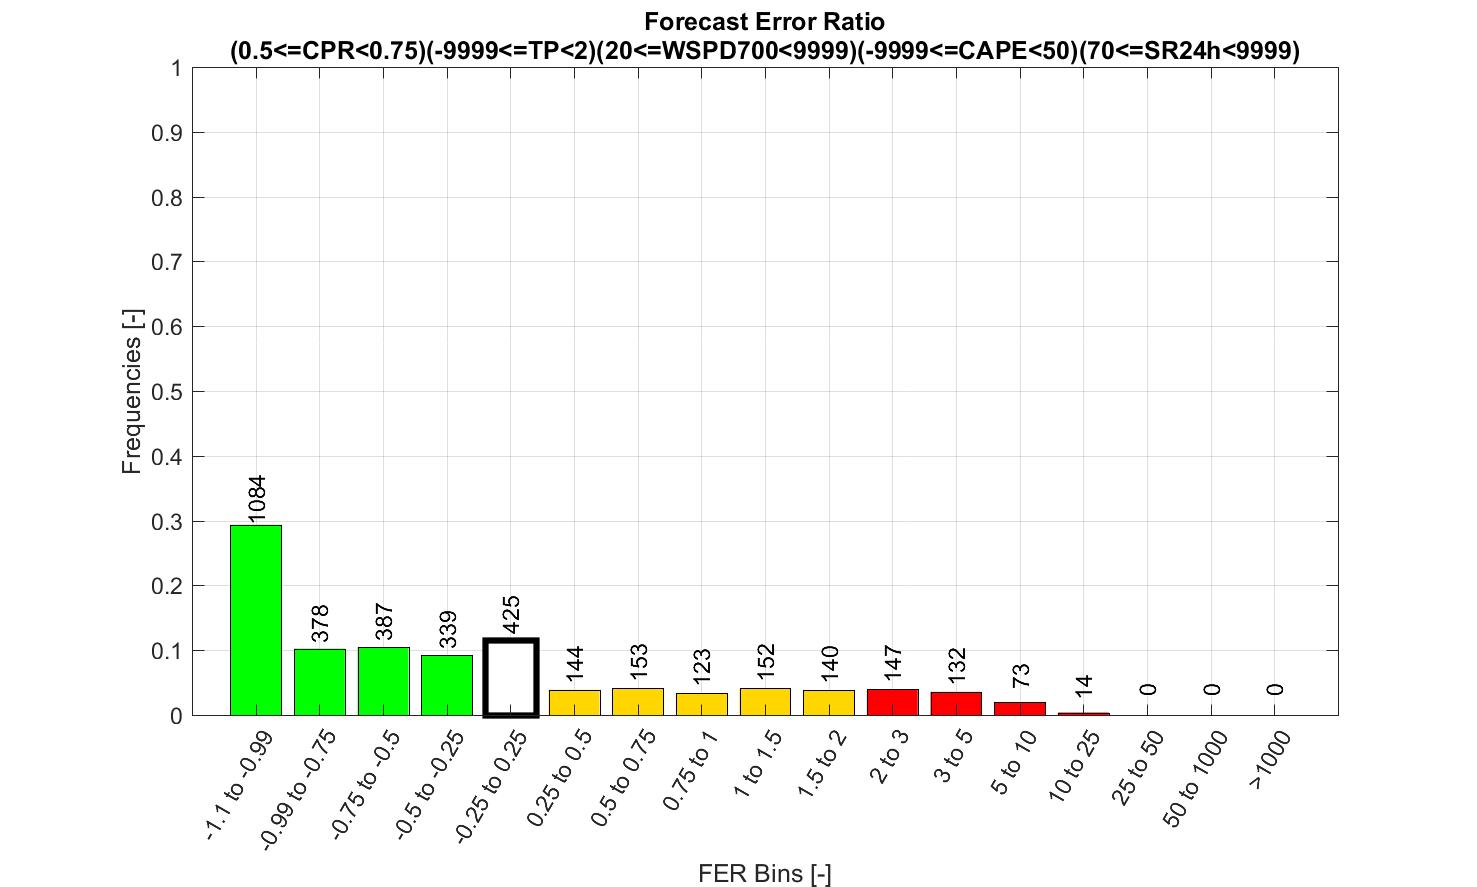 Forecast Error Ratio
(0.5<=CPR<0.75)(-9999<=TP<2)(20<=WSPD700<9999)(-9999<=CAPE<50)(70<=SR24h<9999)
1
0.9
0.8
0.7
0.6
0.5
0.4
0.3
0.2
0.1
0
Frequencies [-]
1084
378
387
339
425
144
153
123
152
140
147
132
73
14
0
0
0
-1.1 to -0.99
-0.99 to -0.75
-0.75 to -0.5
-0.5 to -0.25
-0.25 to 0.25
0.25 to 0.5
0.5 to 0.75
0.75 to 1
1 to 1.5
1.5 to 2
2 to 3
3 to 5
5 to 10
10 to 25
25 to 50
50 to 1000
>1000
FER Bins [-]